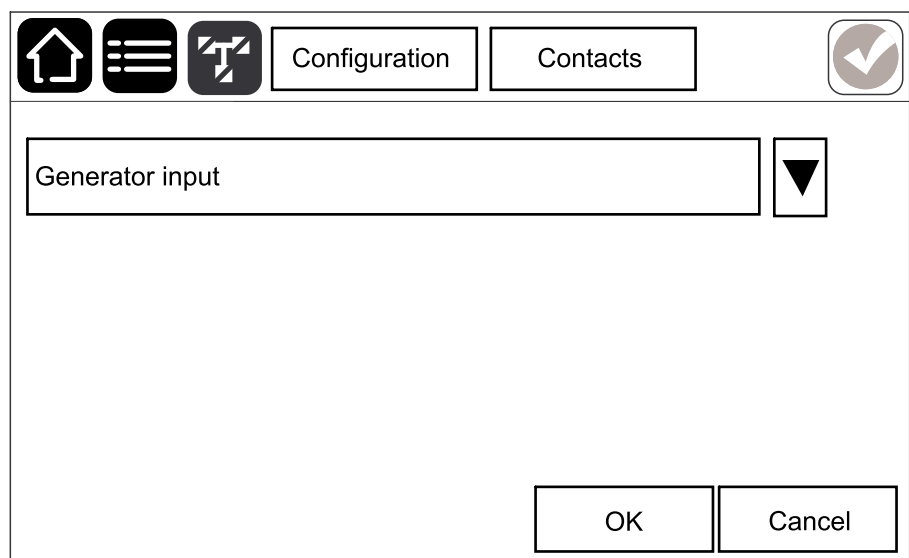 Configuration
Contacts
Generator input
OK
Cancel